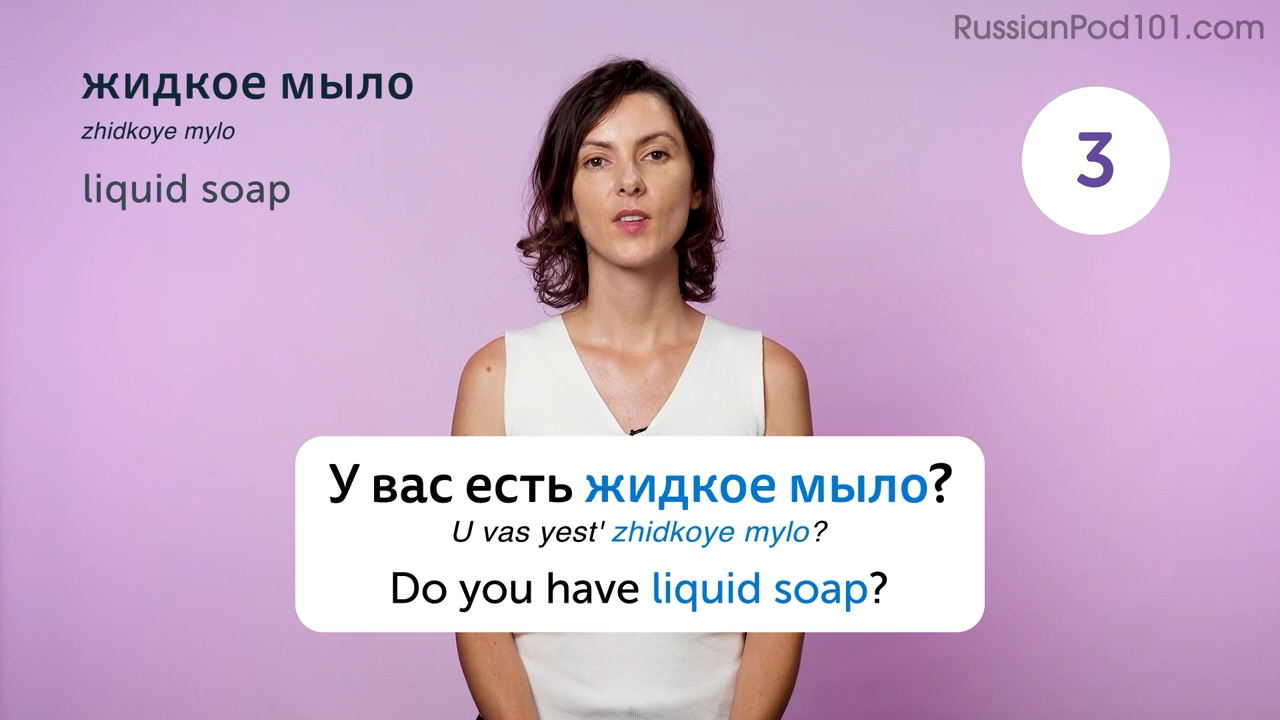 RussianPod101.com
жидкое мыло
zhidkoye mylo
liquid soap
3
У вас есть жидкое мыло?
U vas yest' zhidkoye mylo?
Do you have liquid soap?